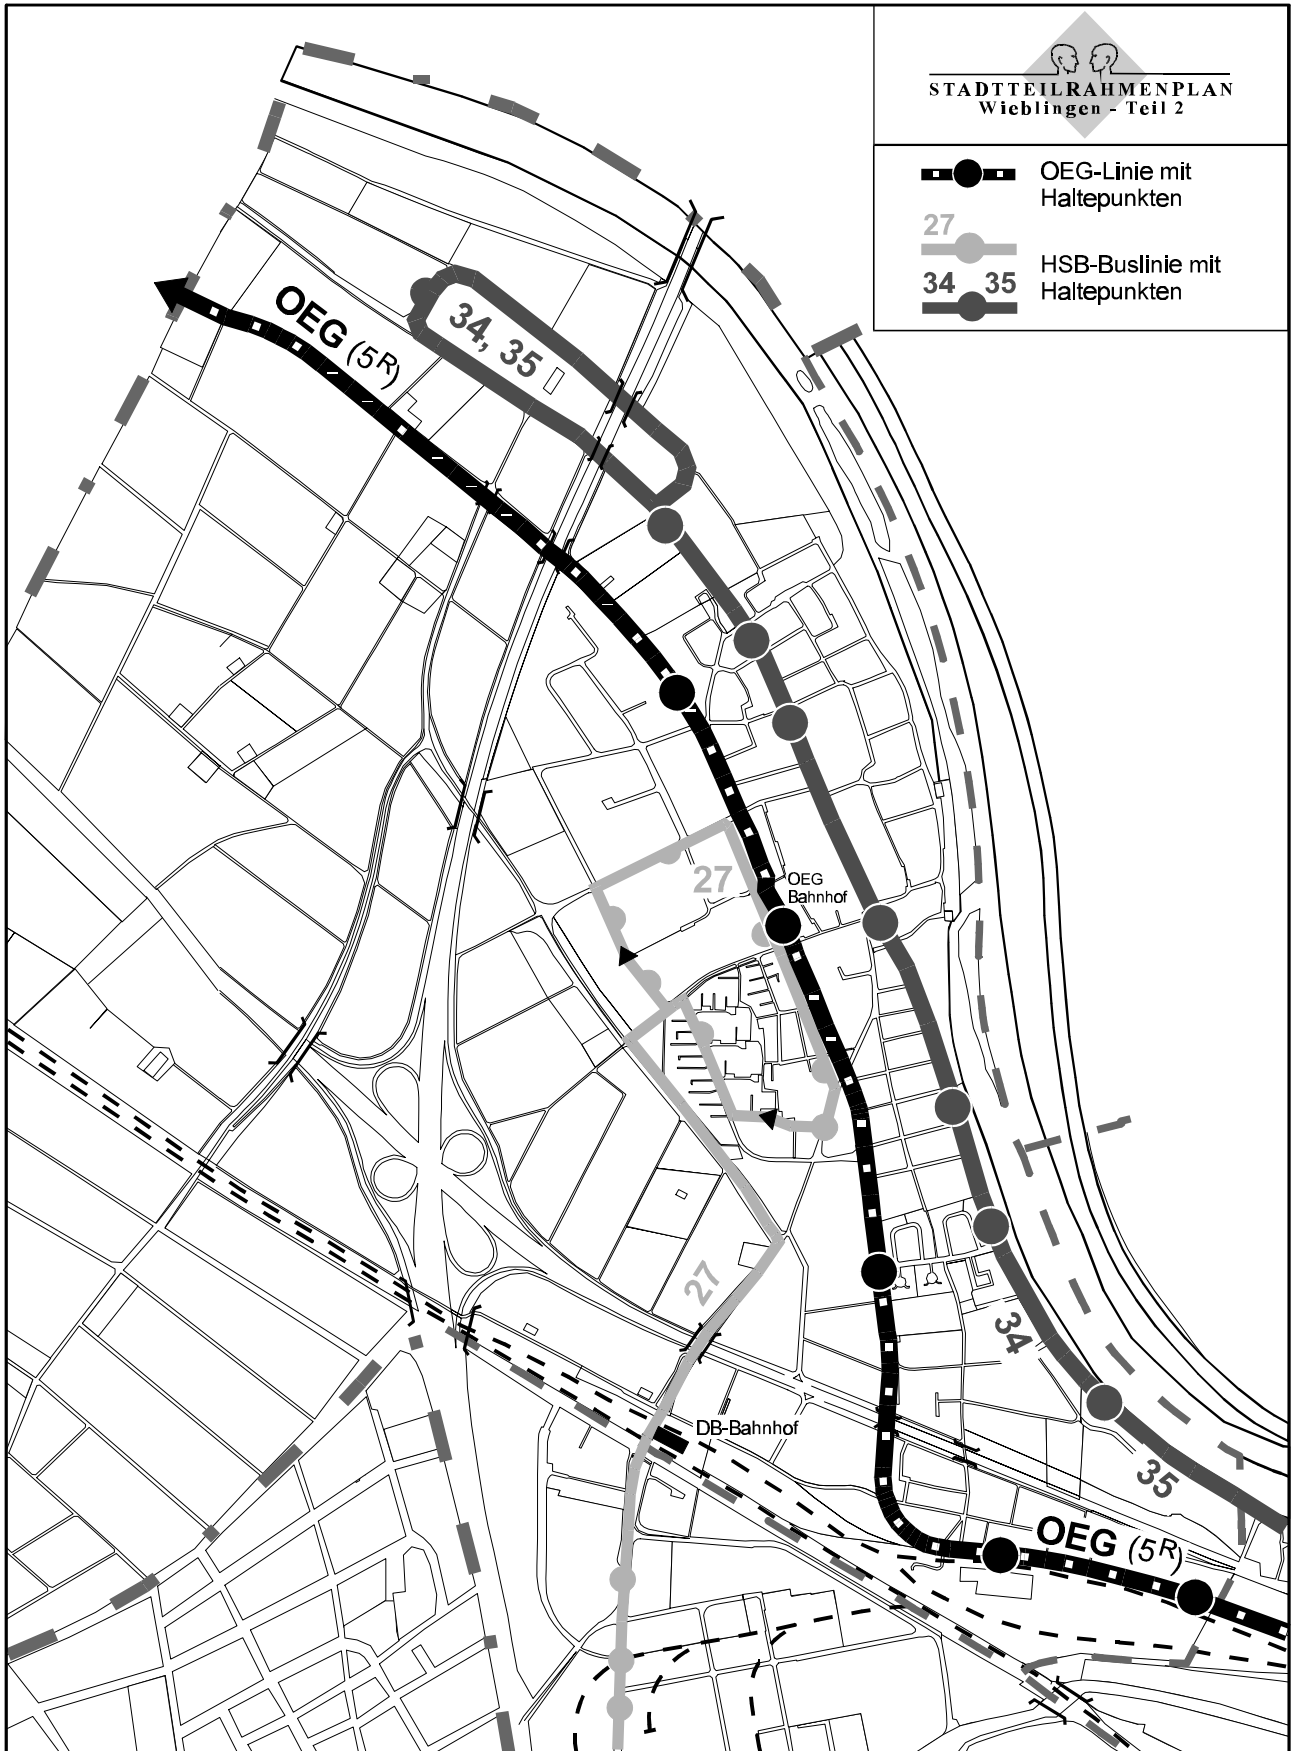 STADTTEILRAHMENPLAN
Wieblingen - Teil 2
OEG-Linie mit
Haltepunkten
27
34 35
HSB-Buslinie mit
Haltepunkten
OEG (5R)
34, 35
27
OEG
Bahnhof
27
34
DB-Bahnhof
35
OEG (5R)